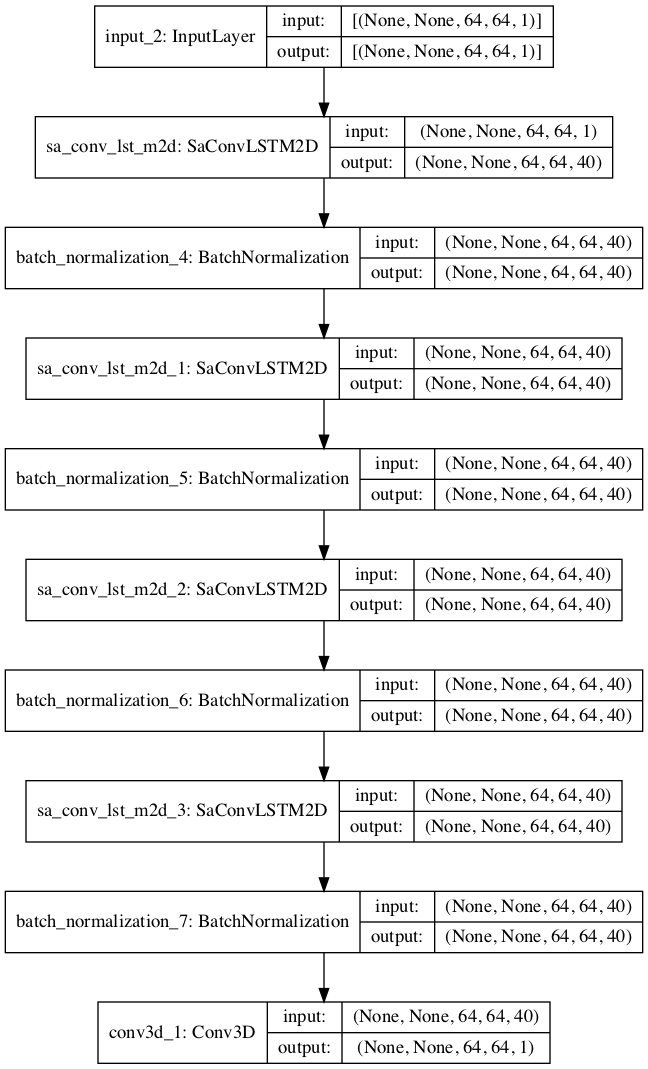 input_2: InputLayer
input:
[(None, None, 64, 64, 1)]
output:
[(None, None, 64, 64, 1)]
sa_conv_lst_m2d: SaConvLSTM2D
input:
(None, None, 64, 64, 1)
output:
(None, None, 64, 64, 40)
batch_normalization_4: BatchNormalization
input:
(None, None, 64, 64, 40)
output:
(None, None, 64, 64, 40)
sa_conv_lst_m2d_1: SaConvLSTM2D
input:
(None, None, 64, 64, 40)
output:
(None, None, 64, 64, 40)
batch_normalization_5: BatchNormalization
input:
(None, None, 64, 64, 40)
output:
(None, None, 64, 64, 40)
sa_conv_lst_m2d_2: SaConvLSTM2D
input:
(None, None, 64, 64, 40)
output:
(None, None, 64, 64, 40)
batch_normalization_6: BatchNormalization
input:
(None, None, 64, 64, 40)
output:
(None, None, 64, 64, 40)
sa_conv_lst_m2d_3: SaConvLSTM2D
input:
(None, None, 64, 64, 40)
output:
(None, None, 64, 64, 40)
batch_normalization_7: BatchNormalization
input:
(None, None, 64, 64, 40)
output:
(None, None, 64, 64, 40)
conv3d_1: Conv3D
input:
(None, None, 64, 64, 40)
output:
(None, None, 64, 64, 1)